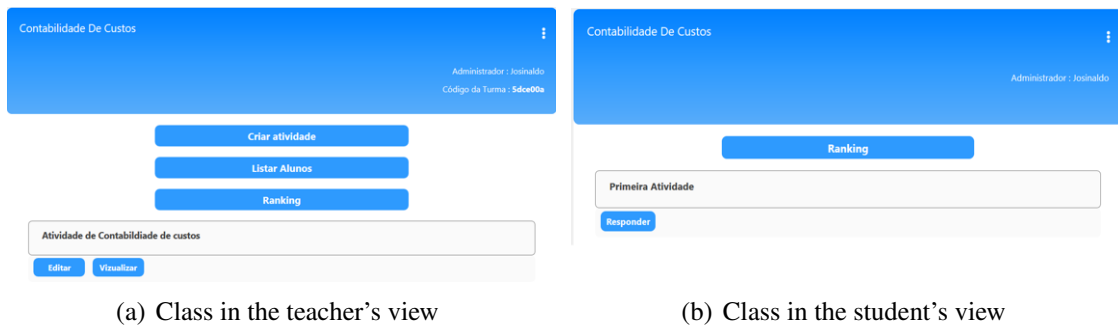 Contabilidade De Custos
Administrador : Josinaldo
Código da Turma : 5dce00a
Criar atividade
Listar Alunos
Ranking
Atividade de Contabildiade de custos
Editar Vizualizar
(a) Class in the teacher's view
Contabilidade De Custos
Administrador : Josinaldo
Ranking
Primeira Atividade
Responder
(b) Class in the student's view